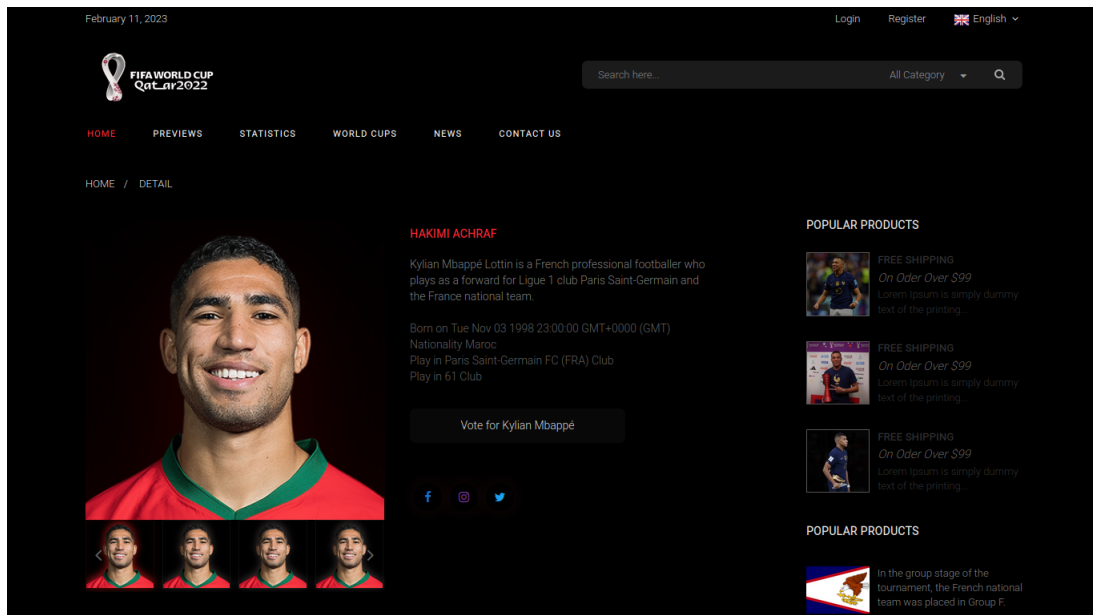 February 11, 2023
Login
Register
English
FIFA WORLD CUP
Qatar2022
Search here...
All Category
HOME
PREVIEWS
STATISTICS
WORLD CUPS
NEWS
CONTACT US
HOME / DETAIL
HAKIMI ACHRAF
Kylian Mbappé Lottin is a French professional footballer who
plays as a forward for Ligue 1 club Paris Saint-Germain and
the France national team.
Born on Tue Nov 03 1998 23:00:00 GMT+0000 (GMT)
Nationality Maroc
Play in Paris Saint-Germain FC (FRA) Club
Play in 61 Club
Vote for Kylian Mbappé
POPULAR PRODUCTS
FREE SHIPPING
On Oder Over $99
Lorem Ipsum is simply dummy
text of the printing...
FREE SHIPPING
On Oder Over $99
Lorem Ipsum is simply dummy
text of the printing...
FREE SHIPPING
On Oder Over $99
Lorem Ipsum is simply dummy
text of the printing...
POPULAR PRODUCTS
In the group stage of the
tournament, the French national
team was placed in Group F.